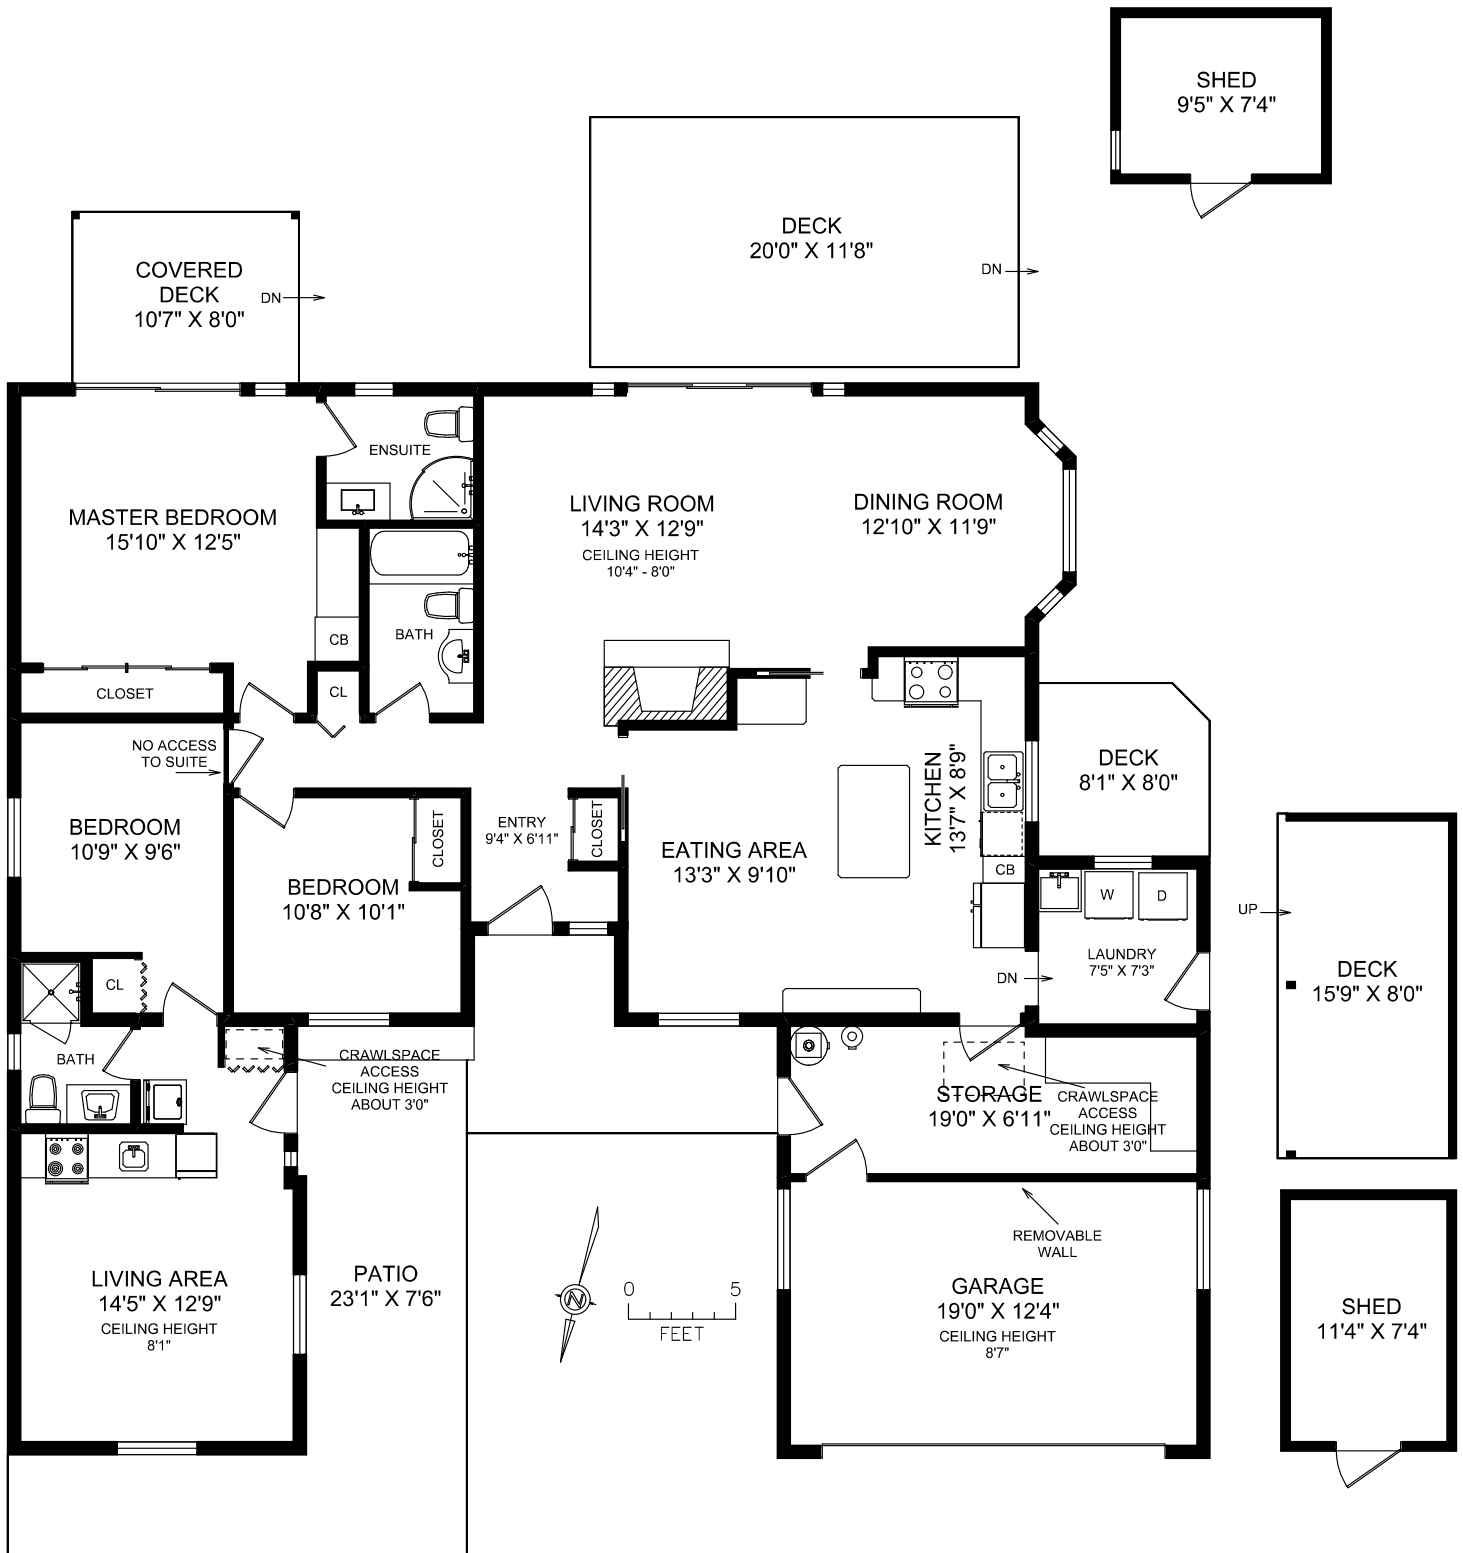 SHED
9'5" X 7'4"
DECK
20'0" X 11'8"
DN
COVERED
DECK
10'7" X 8'0"
DN
ENSUITE
MASTER BEDROOM
15'10" X 12'5"
LIVING ROOM
14'3" X 12'9"
CEILING HEIGHT
10'4" - 8'0"
DINING ROOM
12'10" X 11'9"
BATH
CB
CL
CLOSET
NO ACCESS
TO SUITE
BEDROOM
10'9" X 9'6"
BEDROOM
10'8" X 10'1"
CLOSET
ENTRY
9'4" X 6'11"
CLOSET
EATING AREA
13'3" X 9'10"
KITCHEN
13'7" X 8'9"
CB
DECK
8'1" X 8'0"
W
D
LAUNDRY
7'5" X 7'3"
DN
UP
DECK
15'9" X 8'0"
CL
BATH
CRAWLSPACE
ACCESS
CEILING HEIGHT
ABOUT 3'0"
STORAGE
19'0" X 6'11"
CRAWLSPACE
ACCESS
CEILING HEIGHT
ABOUT 3'0"
REMOVABLE
WALL
LIVING AREA
14'5" X 12'9"
CEILING HEIGHT
8'1"
PATIO
23'1" X 7'6"
N
0 5
FEET
GARAGE
19'0" X 12'4"
CEILING HEIGHT
8'7"
SHED
11'4" X 7'4"